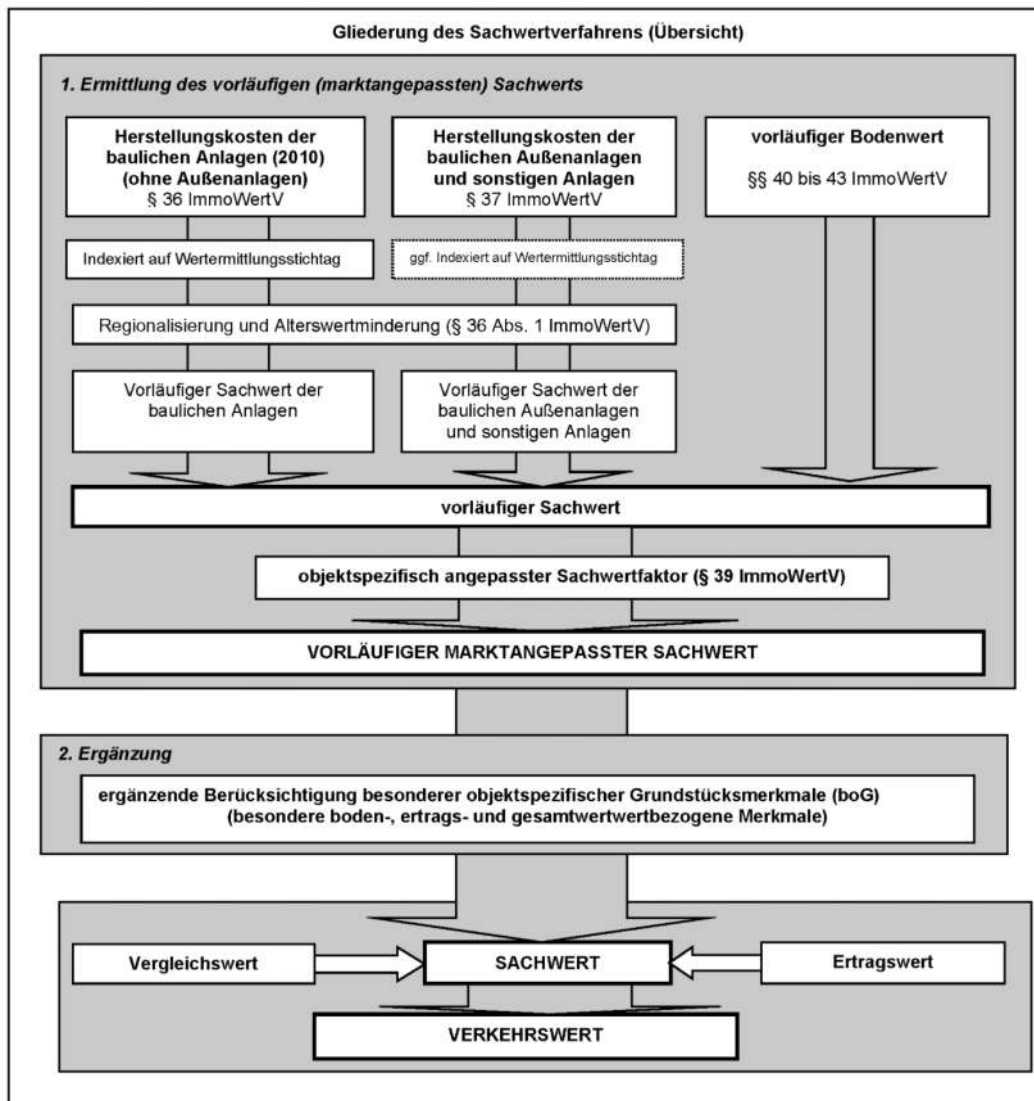 Gliederung des Sachwertverfahrens (Übersicht)
1. Ermittlung des vorläufigen (marktangepassten) Sachwerts
Herstellungskosten der
baulichen Anlagen (2010)
(ohne Außenanlagen)
§ 36 ImmoWertV
Herstellungskosten der
baulichen Außenanlagen
und sonstigen Anlagen
§ 37 ImmoWertV
vorläufiger Bodenwert
§§ 40 bis 43 ImmoWertV
Indexiert auf Wertermittlungsstichtag
ggf. Indexiert auf Wertermittlungsstichtag
Regionalisierung und Alterswertminderung (§ 36 Abs. 1 ImmoWertV)
Vorläufiger Sachwert der
baulichen Anlagen
Vorläufiger Sachwert der
baulichen Außenanlagen
und sonstigen Anlagen
vorläufiger Sachwert
objektspezifisch angepasster Sachwertfaktor (§ 39 ImmoWertV)
VORLÄUFIGER MARKTANGEPASSTER SACHWERT
2. Ergänzung
ergänzende Berücksichtigung besonderer objektspezifischer Grundstücksmerkmale (boG)
(besondere boden-, ertrags- und gesamtwertwertbezogene Merkmale)
Vergleichswert
SACHWERT
Ertragswert
VERKEHRSWERT